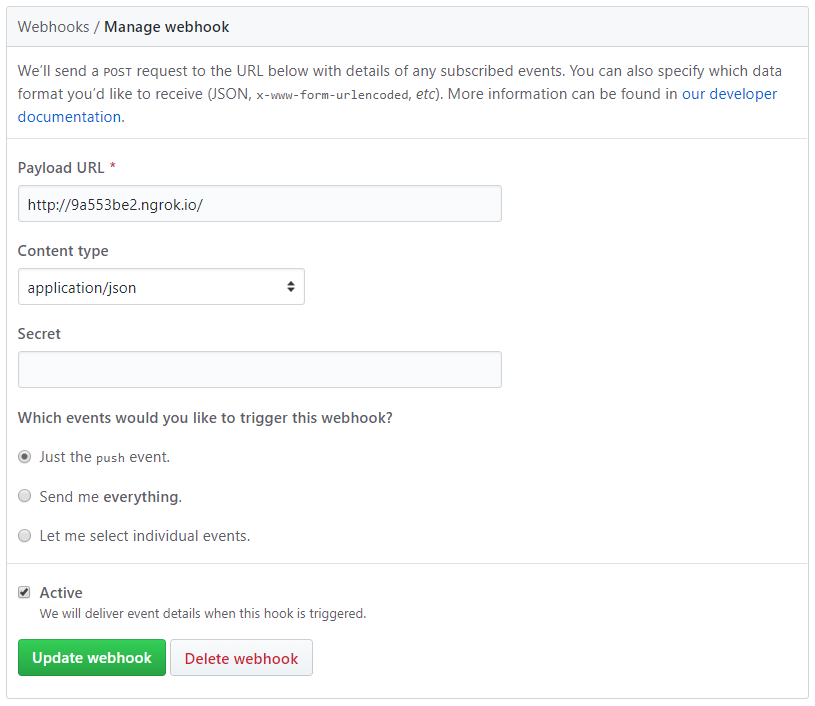 Webhooks / Manage webhook
We’ll send a POST request to the URL below with details of any subscribed events. You can also specify which data
format you’d like to receive (JSON, x-www-form-urlencoded, etc). More information can be found in our developer
documentation.
Payload URL *
http://9a553be2.ngrok.io/
Content type
application/json
Secret
Which events would you like to trigger this webhook?
Just the push event.
Send me everything.
Let me select individual events.
Active
We will deliver event details when this hook is triggered.
Update webhook Delete webhook